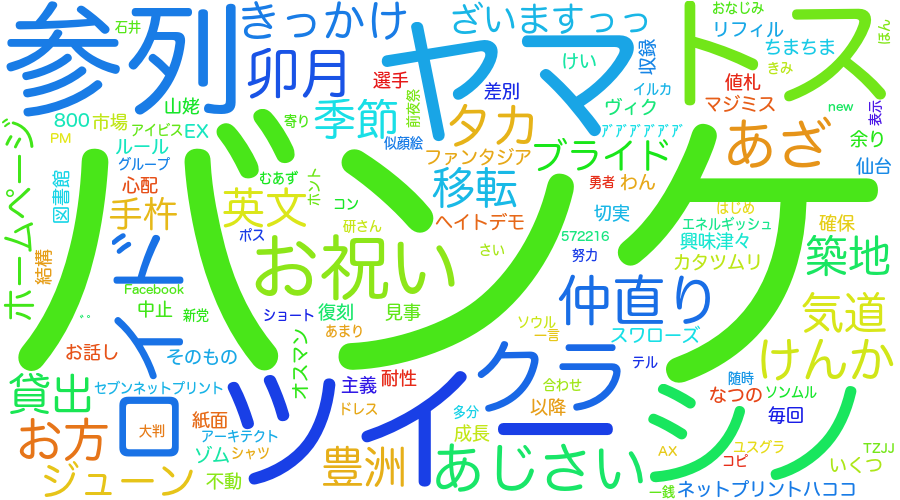 参列
きっかけ
ざいますっっ
おなじみ
石井
卯月
ヤマ
トス
リフィル
ほん
ちまちま
収録
けい
イルカ
きみ
選手
値札
山姥
差別
前夜祭
季節
タカ
ヴィク
マジミス
new
表示
800
市場
アイビス
EX
寄り
ア゙ア゙ア゙ア゙ア゙ア゙
あざ
余り
PM
ルール
似顔絵
ブライド
ホームページ
グループ
ファンタジア
仙台
バンケ
図書館
心配
むあず
ホント
移転
勇者
わん
はじめ
手杵
英文
コン
ヘイトデモ
切実
エネルギッシュ
確保
ポス
研さん
572216
興味津々
結構
お祝い
さい
努力
カタツムリ
築地
Facebook
仲直り
中止
新党
ショート
復刻
見事
ソウル
気道
お話し
そのもの
オスマン
あまり
一言
スワローズ
けんか
テル
セブンネットプリント
主義
耐性
クラシノ
合わせ
随時
なつの
ソンムル
貸出
ツイート
ドレス
多分
以降
毎回
紙面
お方
大判
アーキテクト
成長
ゾム
シャツ
豊洲
あじさい
AX
ユスグラ
TZJJ
コピ
いくつ
ジューン
不動
一銭
ネットプリントハココ